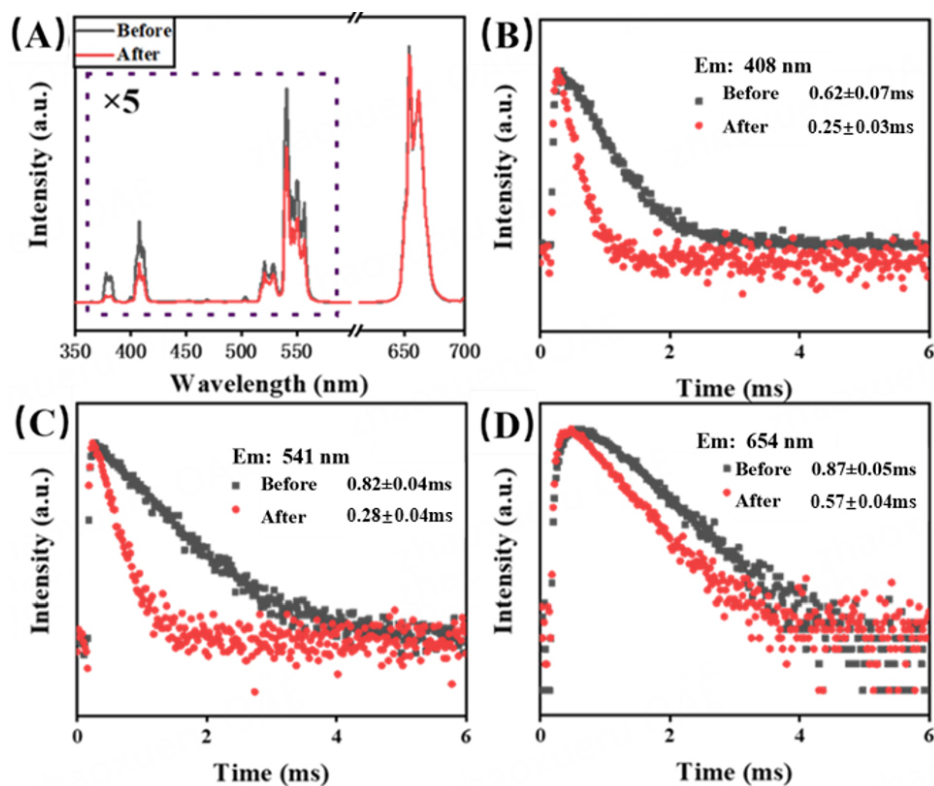 (A)
Before
After
×5
Intensity (a.u.)
350 400 450 500 550 650 700
Wavelength (nm)
(B)
Em: 408 nm
Before 0.62±0.07ms
After 0.25±0.03ms
Intensity (a.u.)
0 2 4 6
Time (ms)
(C)
Em: 541 nm
Before 0.82±0.04ms
After 0.28±0.04ms
Intensity (a.u.)
0 2 4 6
Time (ms)
(D)
Em: 654 nm
Before 0.87±0.05ms
After 0.57±0.04ms
Intensity (a.u.)
0 2 4 6
Time (ms)